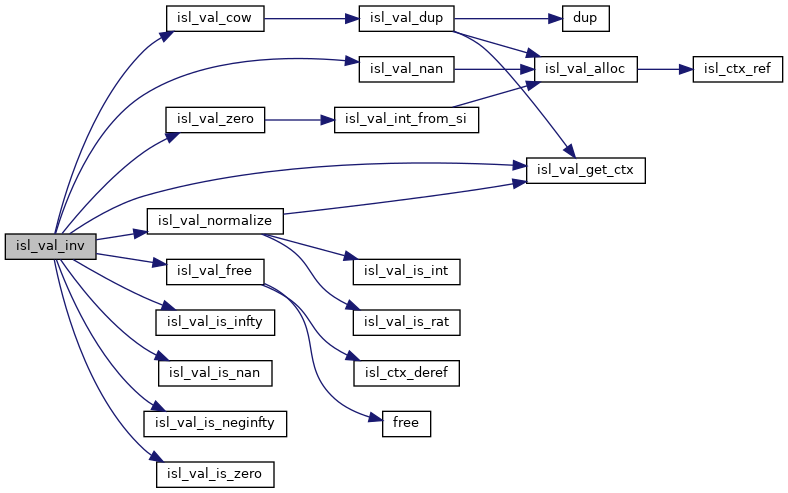 isl_val_cow
isl_val_dup
dup
isl_val_nan
isl_val_alloc
isl_ctx_ref
isl_val_zero
isl_val_int_from_si
isl_val_get_ctx
isl_val_normalize
isl_val_inv
isl_val_free
isl_val_is_int
isl_val_is_infty
isl_val_is_rat
isl_val_is_nan
isl_ctx_deref
isl_val_is_neginfty
free
isl_val_is_zero